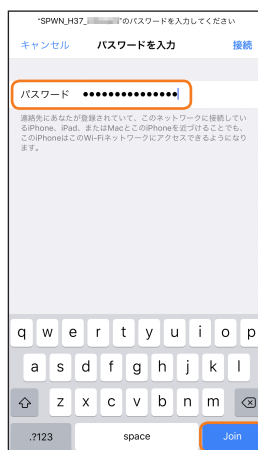 "SPWN_H37_ "のパスワードを入力してください
キャンセル パスワードを入力 接続
パスワード ●●●●●●●●●●●●●●●
連絡先にあなたが登録されていて、このネットワークに接続してい
るiPhone、iPad、またはMacとこのiPhoneを近づけることでも、
このiPhoneはこのWi-Fiネットワークにアクセスできるようになり
ます。
q w e r t y u i o p
a s d f g h j k l
z x c v b n m
.?123 space Join